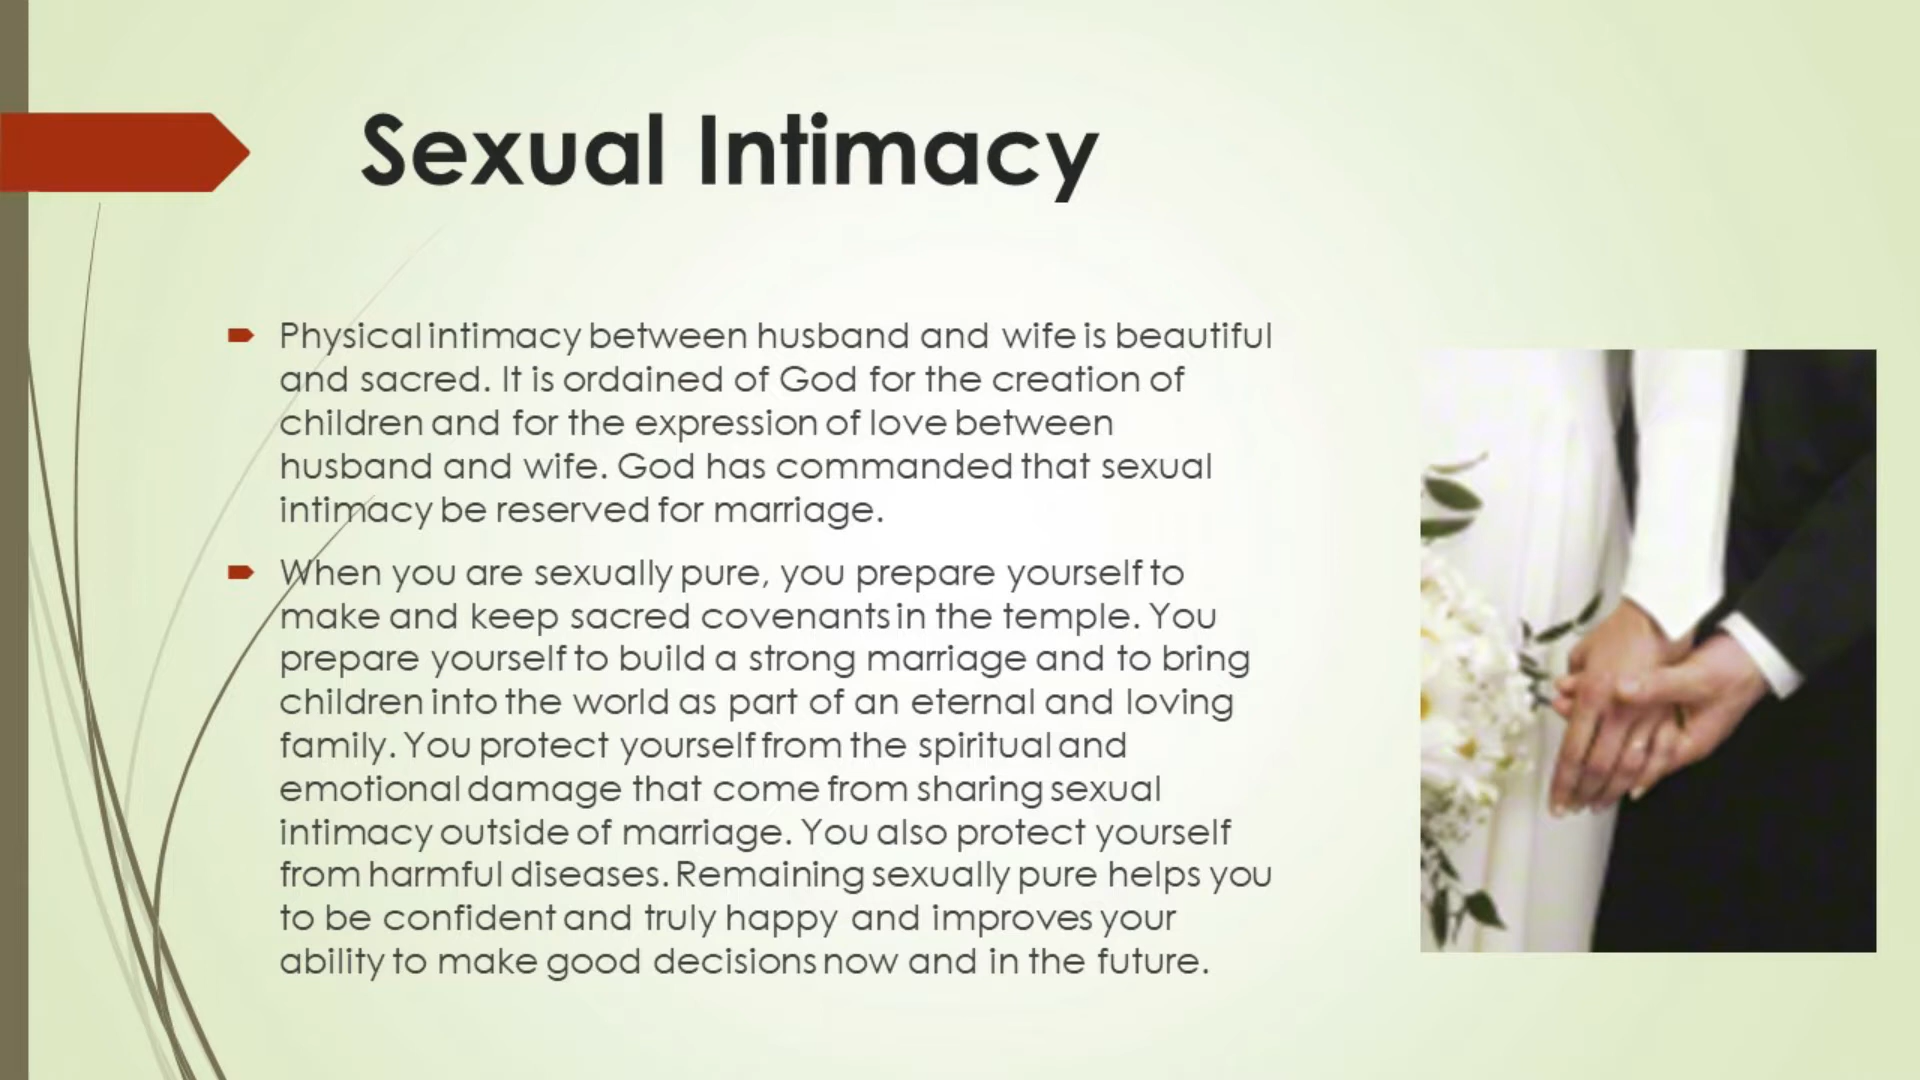 Sexual Intimacy
Physical intimacy between husband and wife is beautiful
and sacred. It is ordained of God for the creation of
children and for the expression of love between
husband and wife. God has commanded that sexual
intimacy be reserved for marriage.
When you are sexually pure, you prepare yourself to
make and keep sacred covenants in the temple. You
prepare yourself to build a strong marriage and to bring
children into the world as part of an eternal and loving
family. You protect yourself from the spiritual and
emotional damage that come from sharing sexual
intimacy outside of marriage. You also protect yourself
from harmful diseases. Remaining sexually pure helps you
to be confident and truly happy and improves your
ability to make good decisions now and in the future.